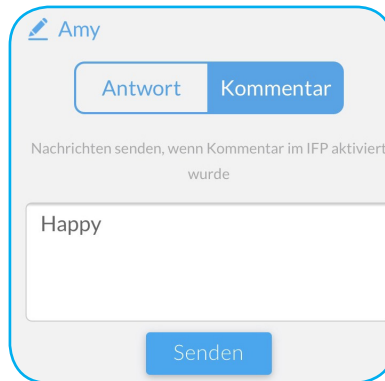 Amy
Antwort Kommentar
Nachrichten senden, wenn Kommentar im IFP aktiviert
wurde
Happy
Senden